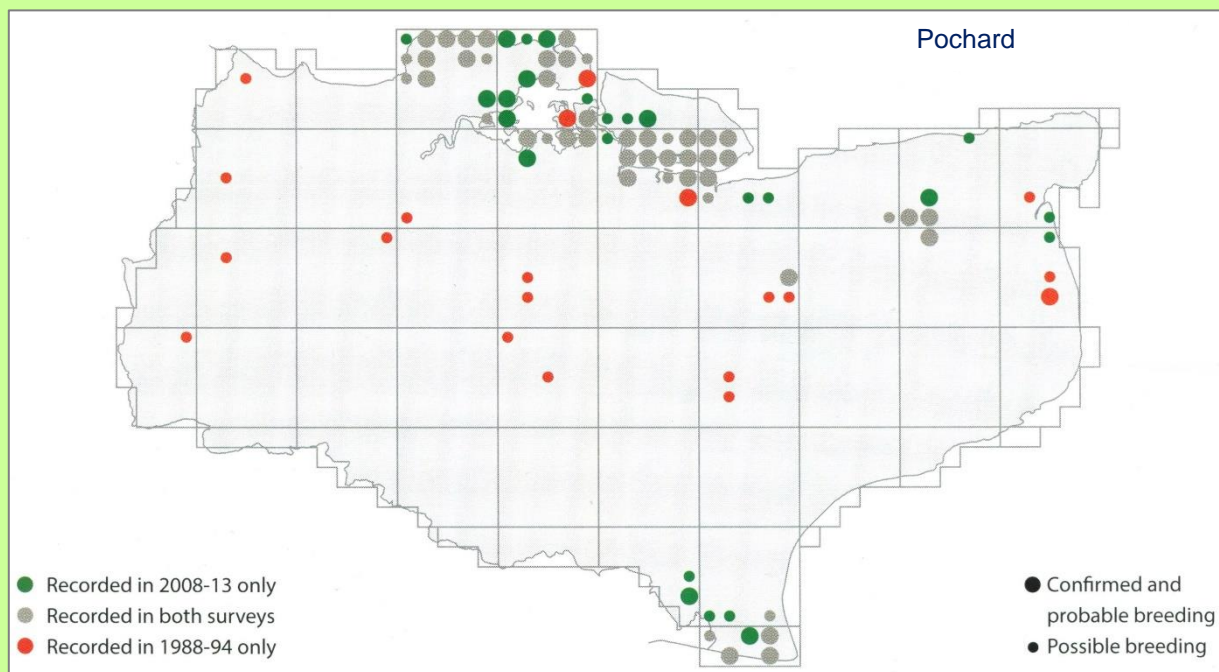 Pochard
Recorded in 2008-13 only
Recorded in both surveys
Recorded in 1988-94 only
Confirmed and
probable breeding
Possible breeding